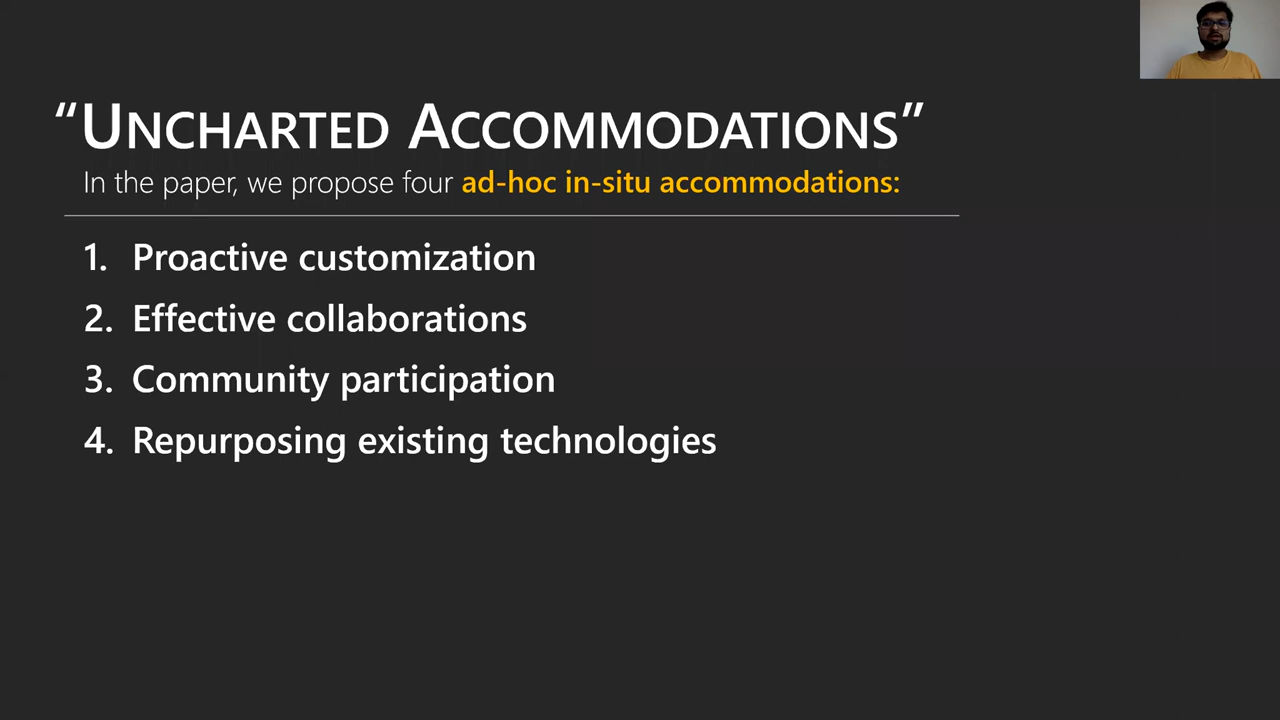 “UNCHARTED ACCOMMODATIONS”
In the paper, we propose four ad-hoc in-situ accommodations:
1. Proactive customization
2. Effective collaborations
3. Community participation
4. Repurposing existing technologies